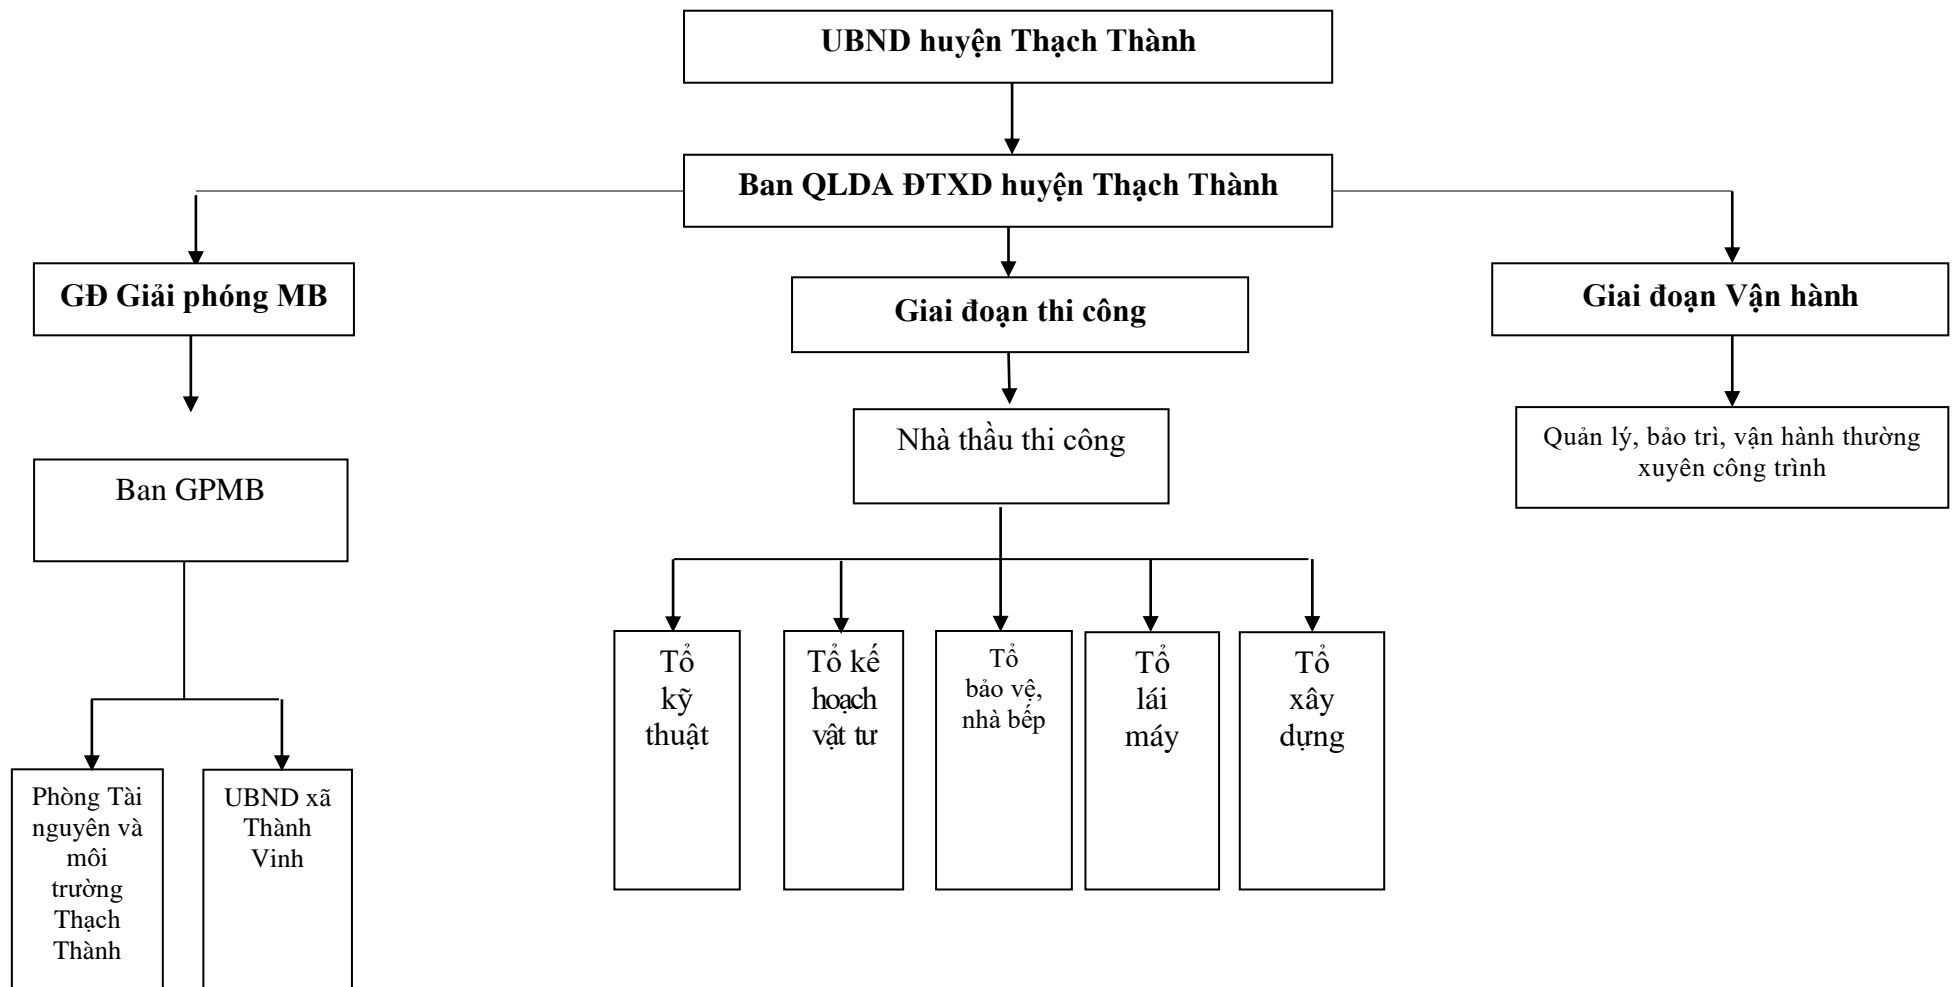 UBND huyện Thạch Thành
Ban QLDA ĐTXD huyện Thạch Thành
GĐ Giải phóng MB
Giai đoạn thi công
Giai đoạn Vận hành
Ban GPMB
Nhà thầu thi công
Quản lý, bảo trì, vận hành thường
xuyên công trình
Phòng Tài
nguyên và
môi
trường
Thạch
Thành
UBND xã
Thành
Vinh
Tổ
kỹ
thuật
Tổ kế
hoạch
vật tư
Tổ
bảo vệ,
nhà bếp
Tổ
lái
máy
Tổ
xây
dựng